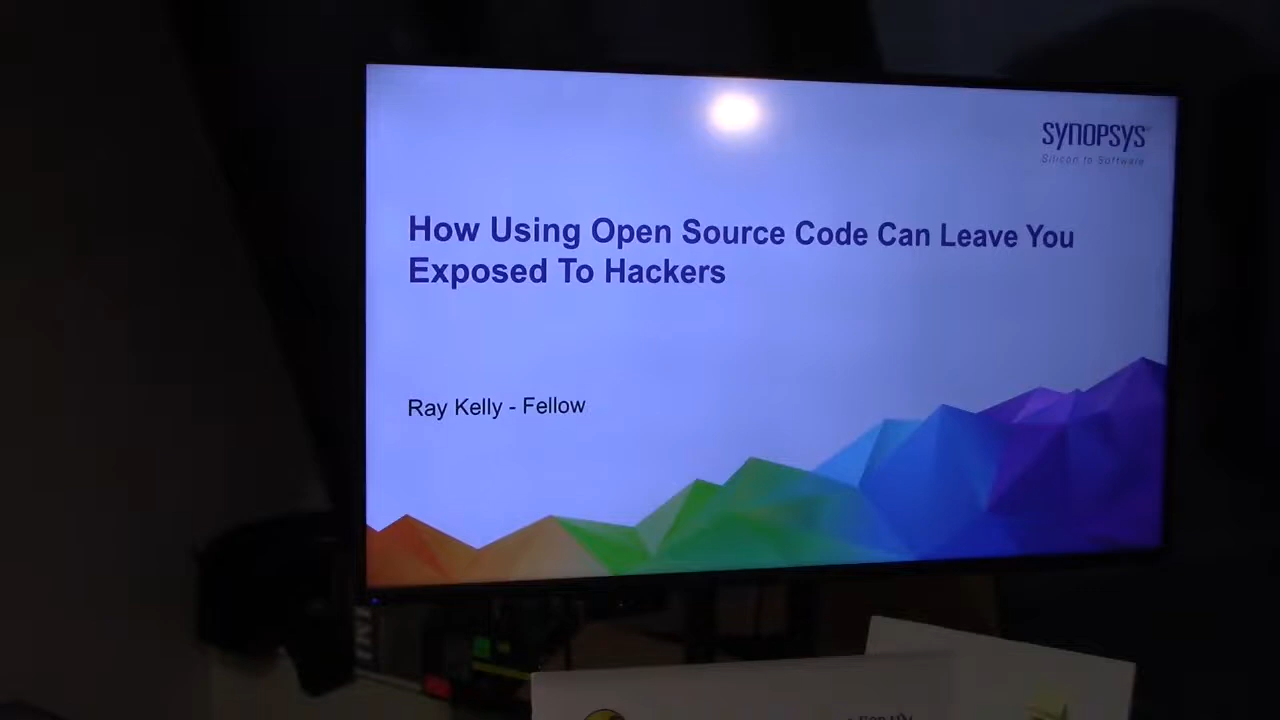 SYNOPSYS
Silicon to Software
How Using Open Source Code Can Leave You
Exposed To Hackers
Ray Kelly - Fellow